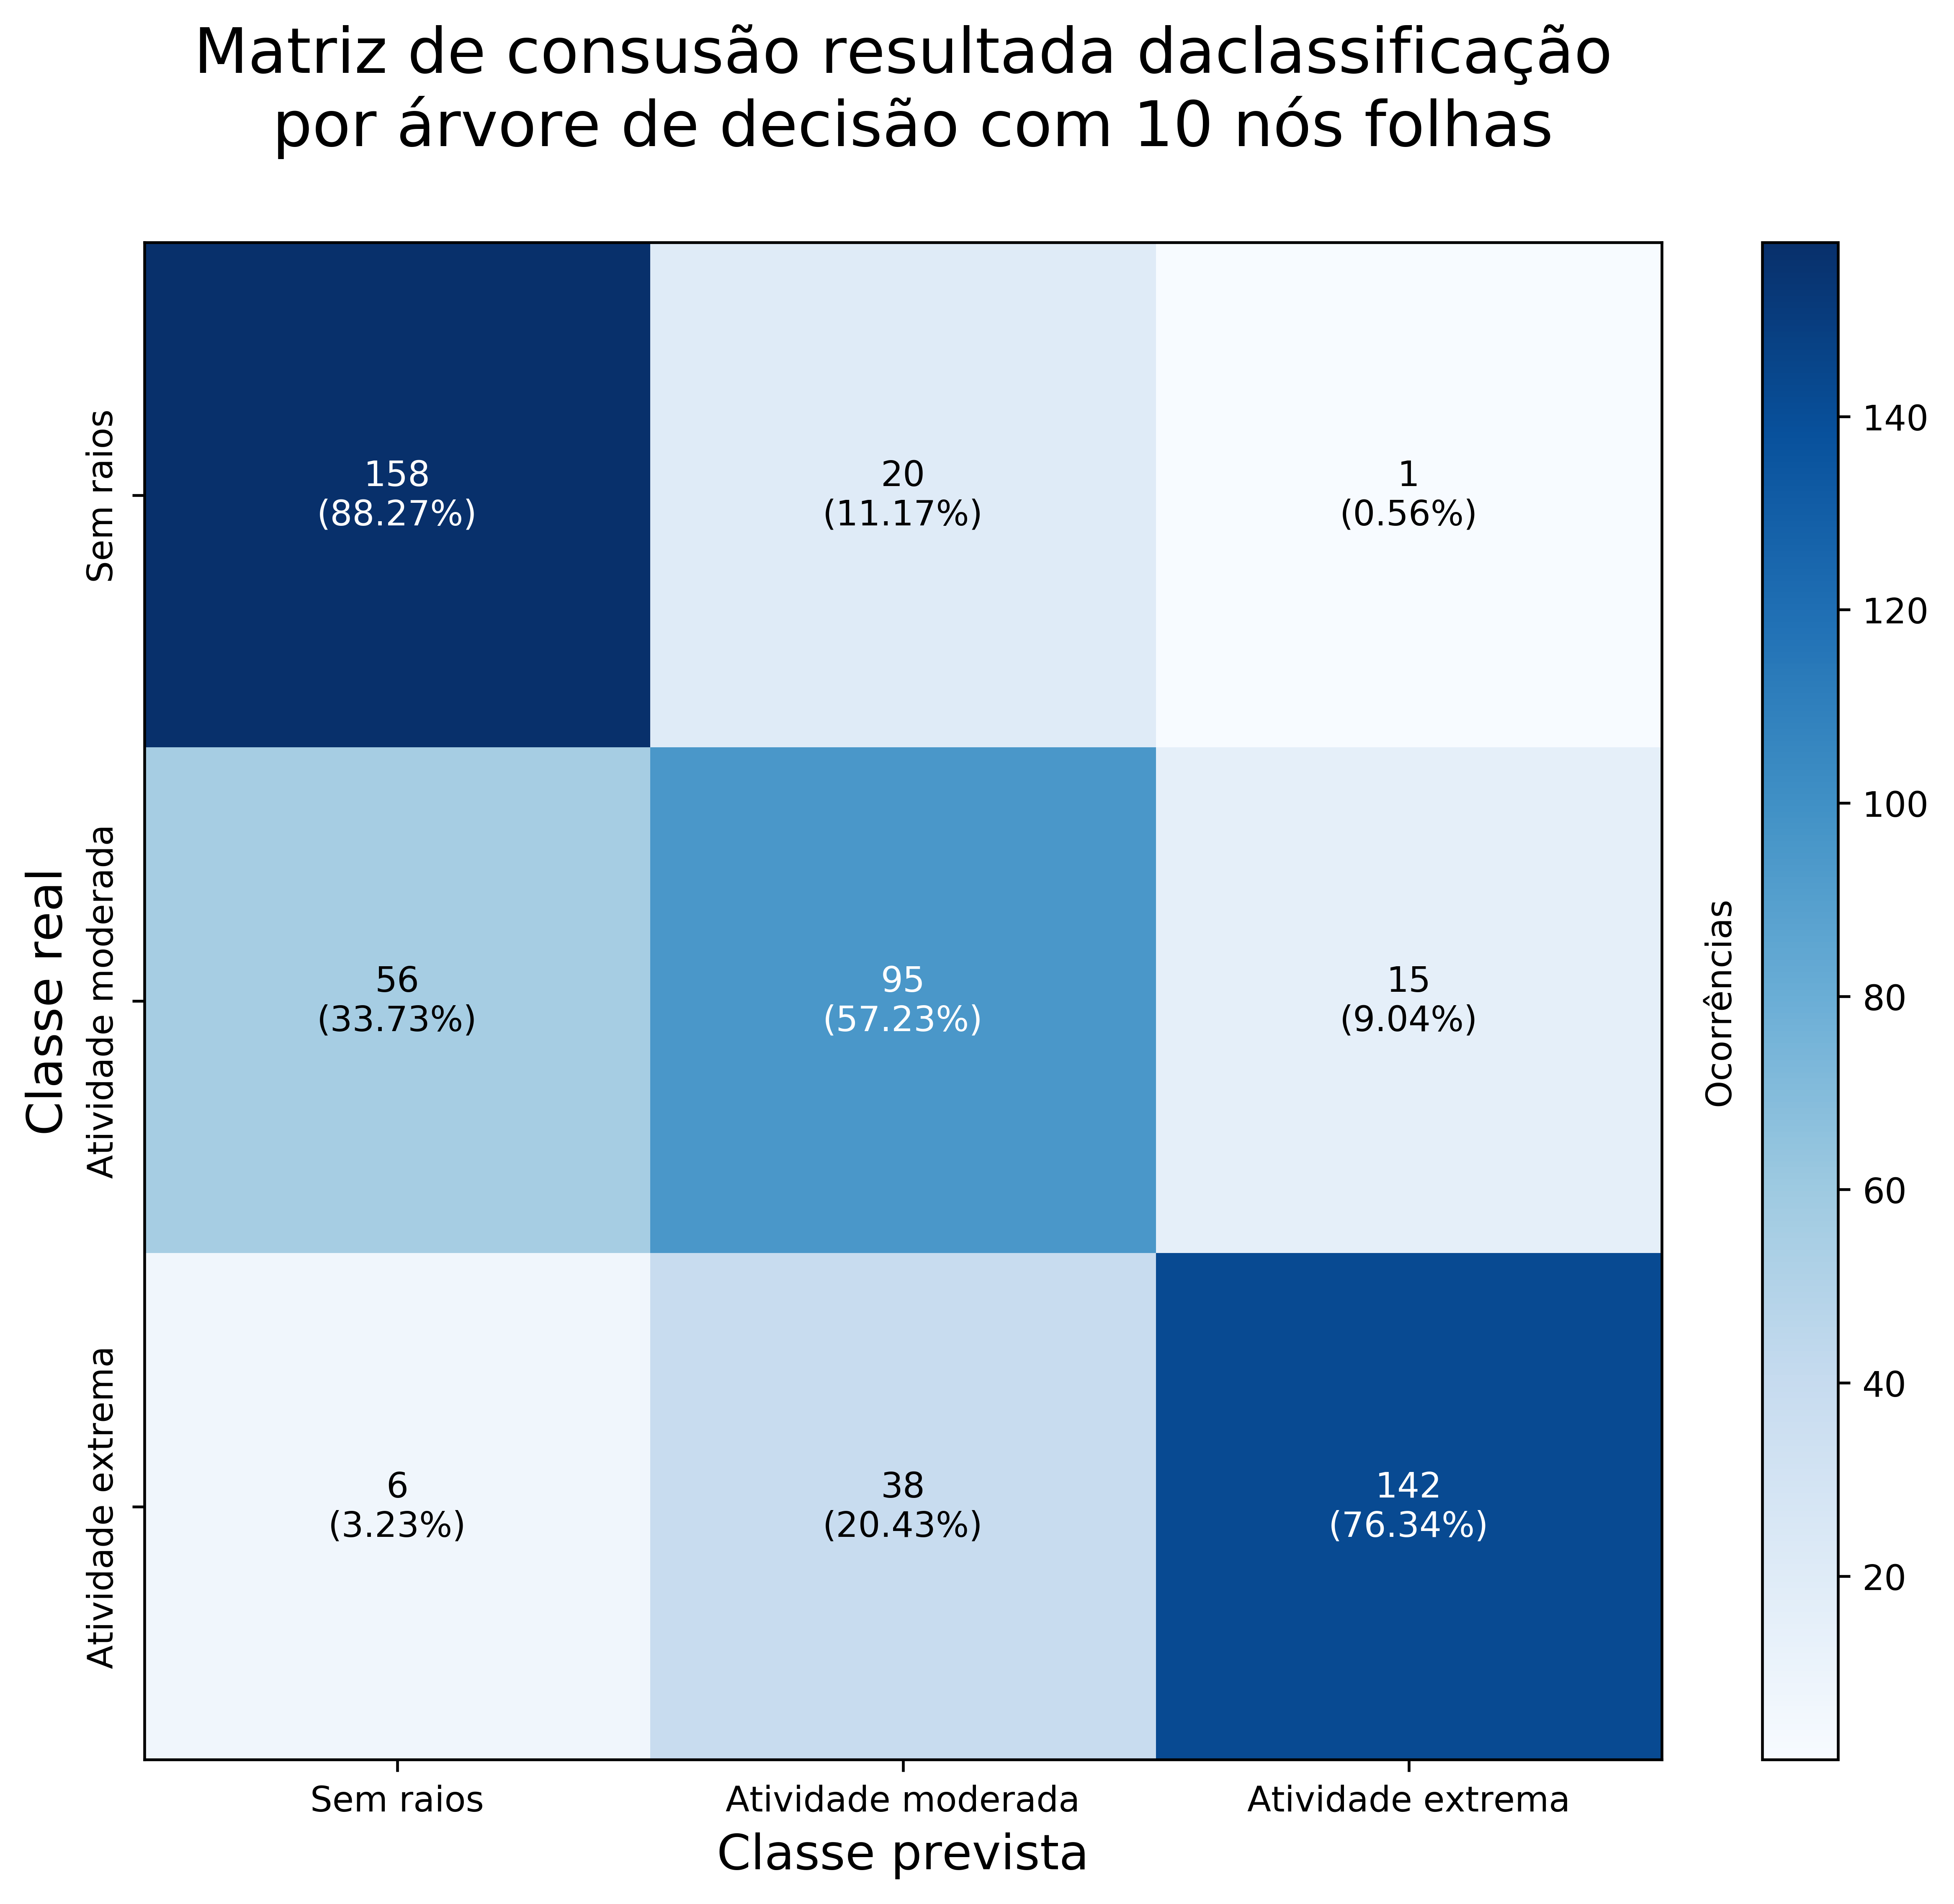 Matriz de consusão resultada daclassificação
por árvore de decisão com 10 nós folhas
Classe real
Sem raios
158
(88.27%)
20
(11.17%)
1
(0.56%)
Atividade moderada
56
(33.73%)
95
(57.23%)
15
(9.04%)
Atividade extrema
6
(3.23%)
38
(20.43%)
142
(76.34%)
Sem raios
Atividade moderada
Atividade extrema
Classe prevista
Ocorrências
140
120
100
80
60
40
20